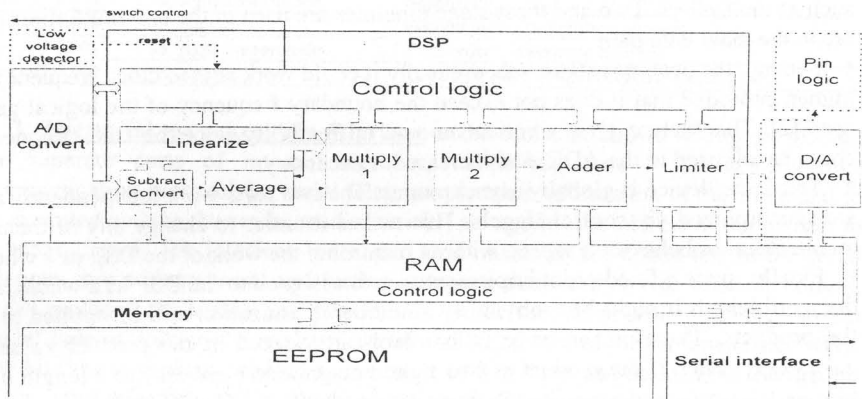 switch control
Low voltage detector
reset
DSP
Pin logic
Control logic
A/D convert
Linearize
Multiply 1
Multiply 2
Adder
Limiter
D/A convert
Subtract Convert
Average
RAM
Control logic
Memory
EEPROM
Serial interface